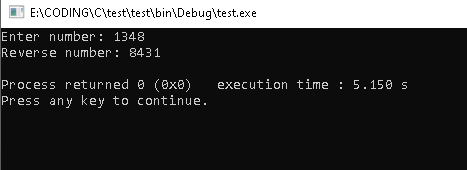 E:\CODING\C\test\test\bin\Debug\test.exe
Enter number: 1348
Reverse number: 8431
Process returned 0 (0x0)   execution time : 5.150 s
Press any key to continue.